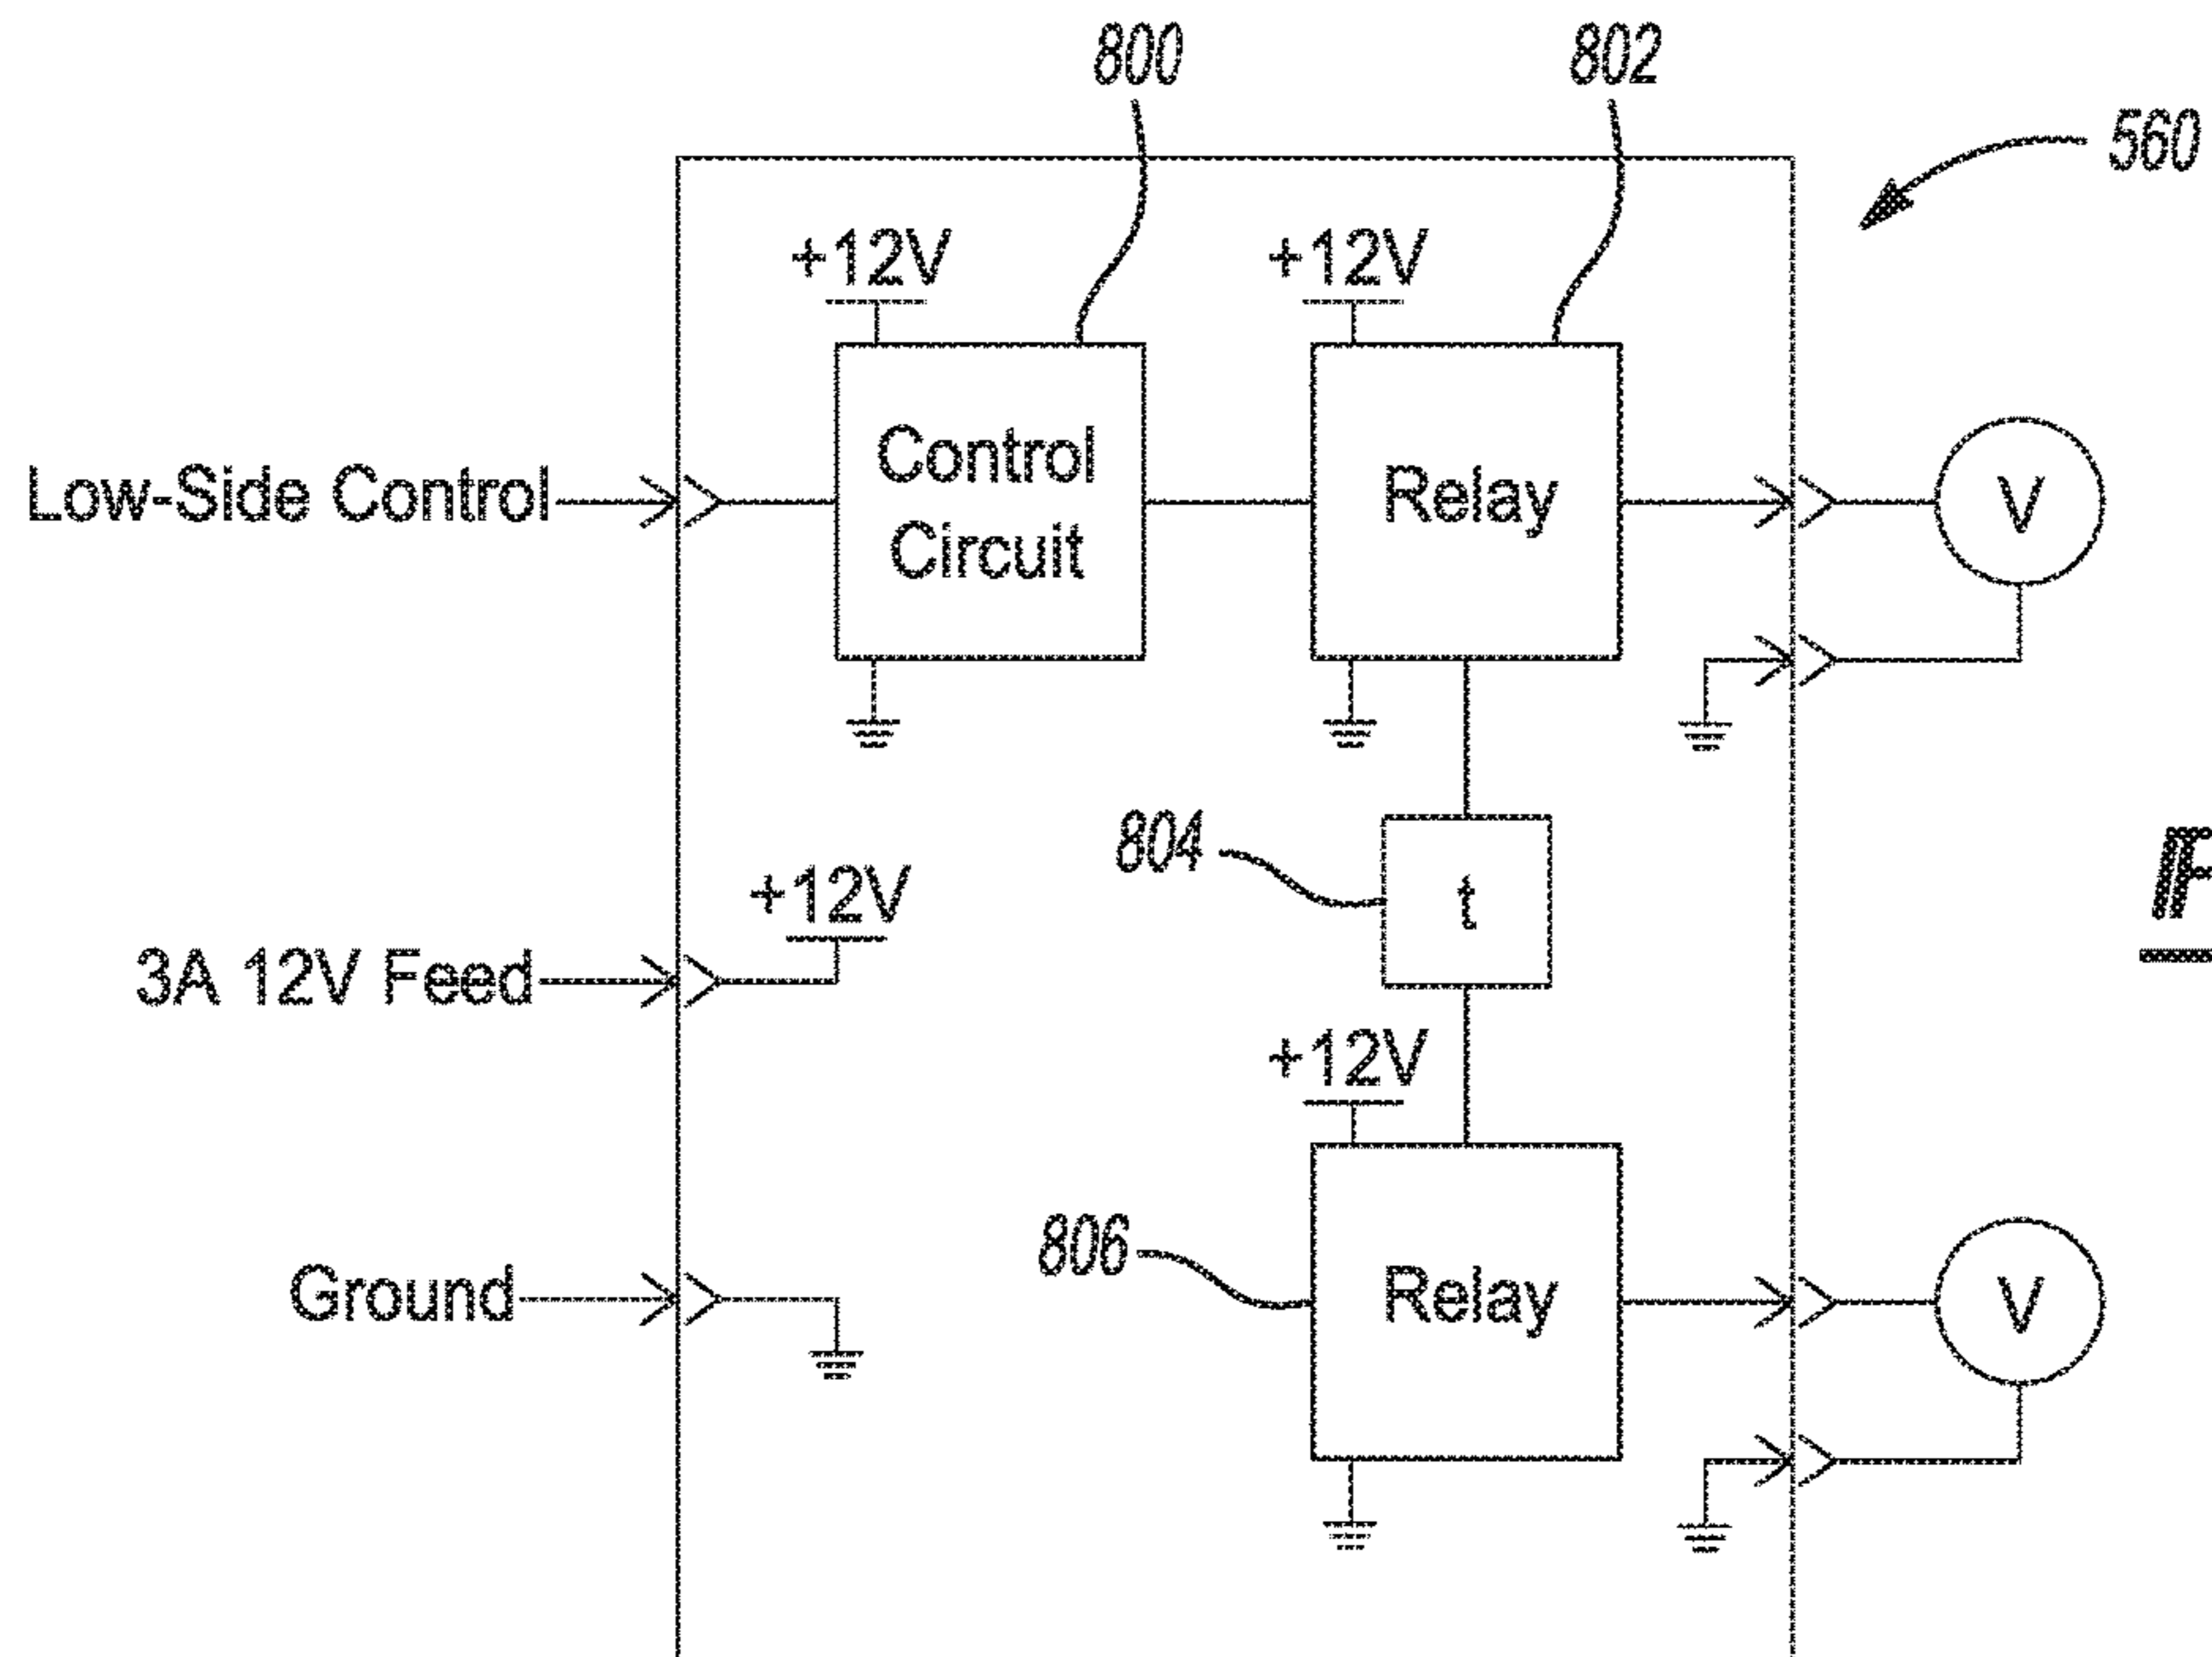 800
802
560
+12V
+12V
Low-Side Control
Control
Circuit
Relay
V
804
t
+12V
3A 12V Feed
+12V
Ground
806
Relay
V